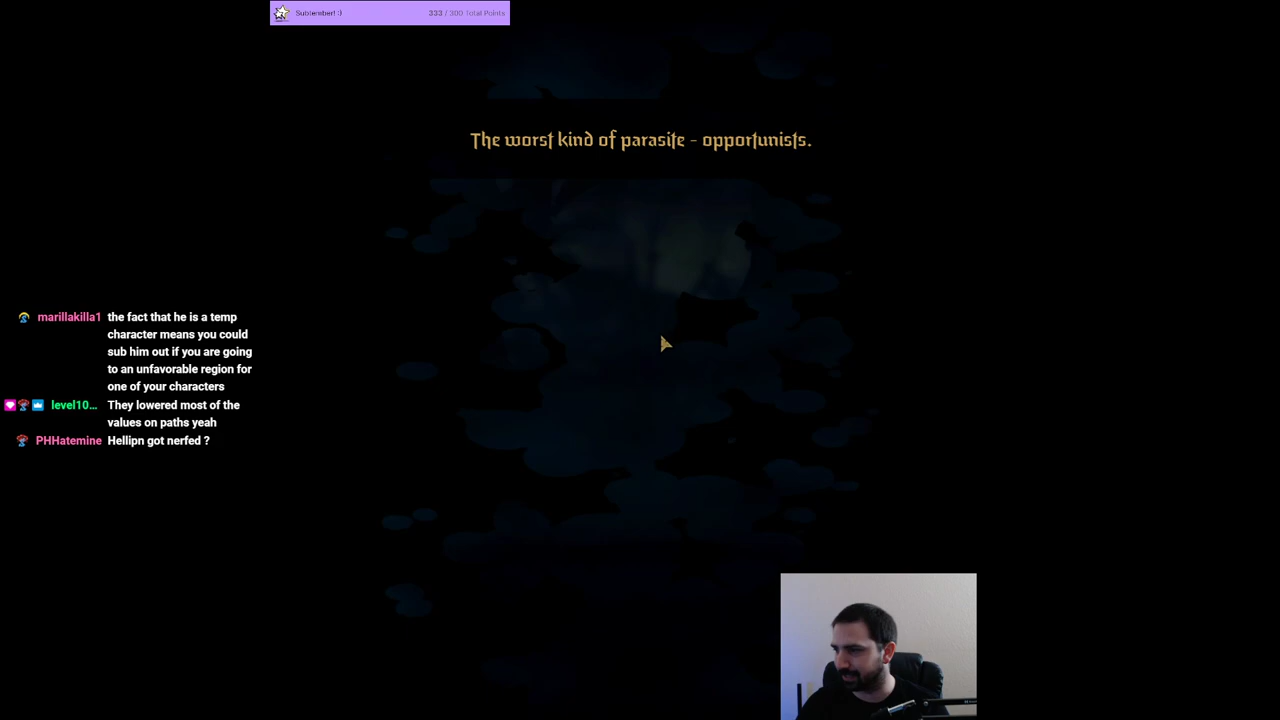 Subtember! :) 333 / 300 Total Points
The worst kind of parasite - opportunists.
marillakilla1 the fact that he is a temp
character means you could
sub him out if you are going
to an unfavorable region for
one of your characters
level10... They lowered most of the
values on paths yeah
PHHatemine Hellipn got nerfed ?